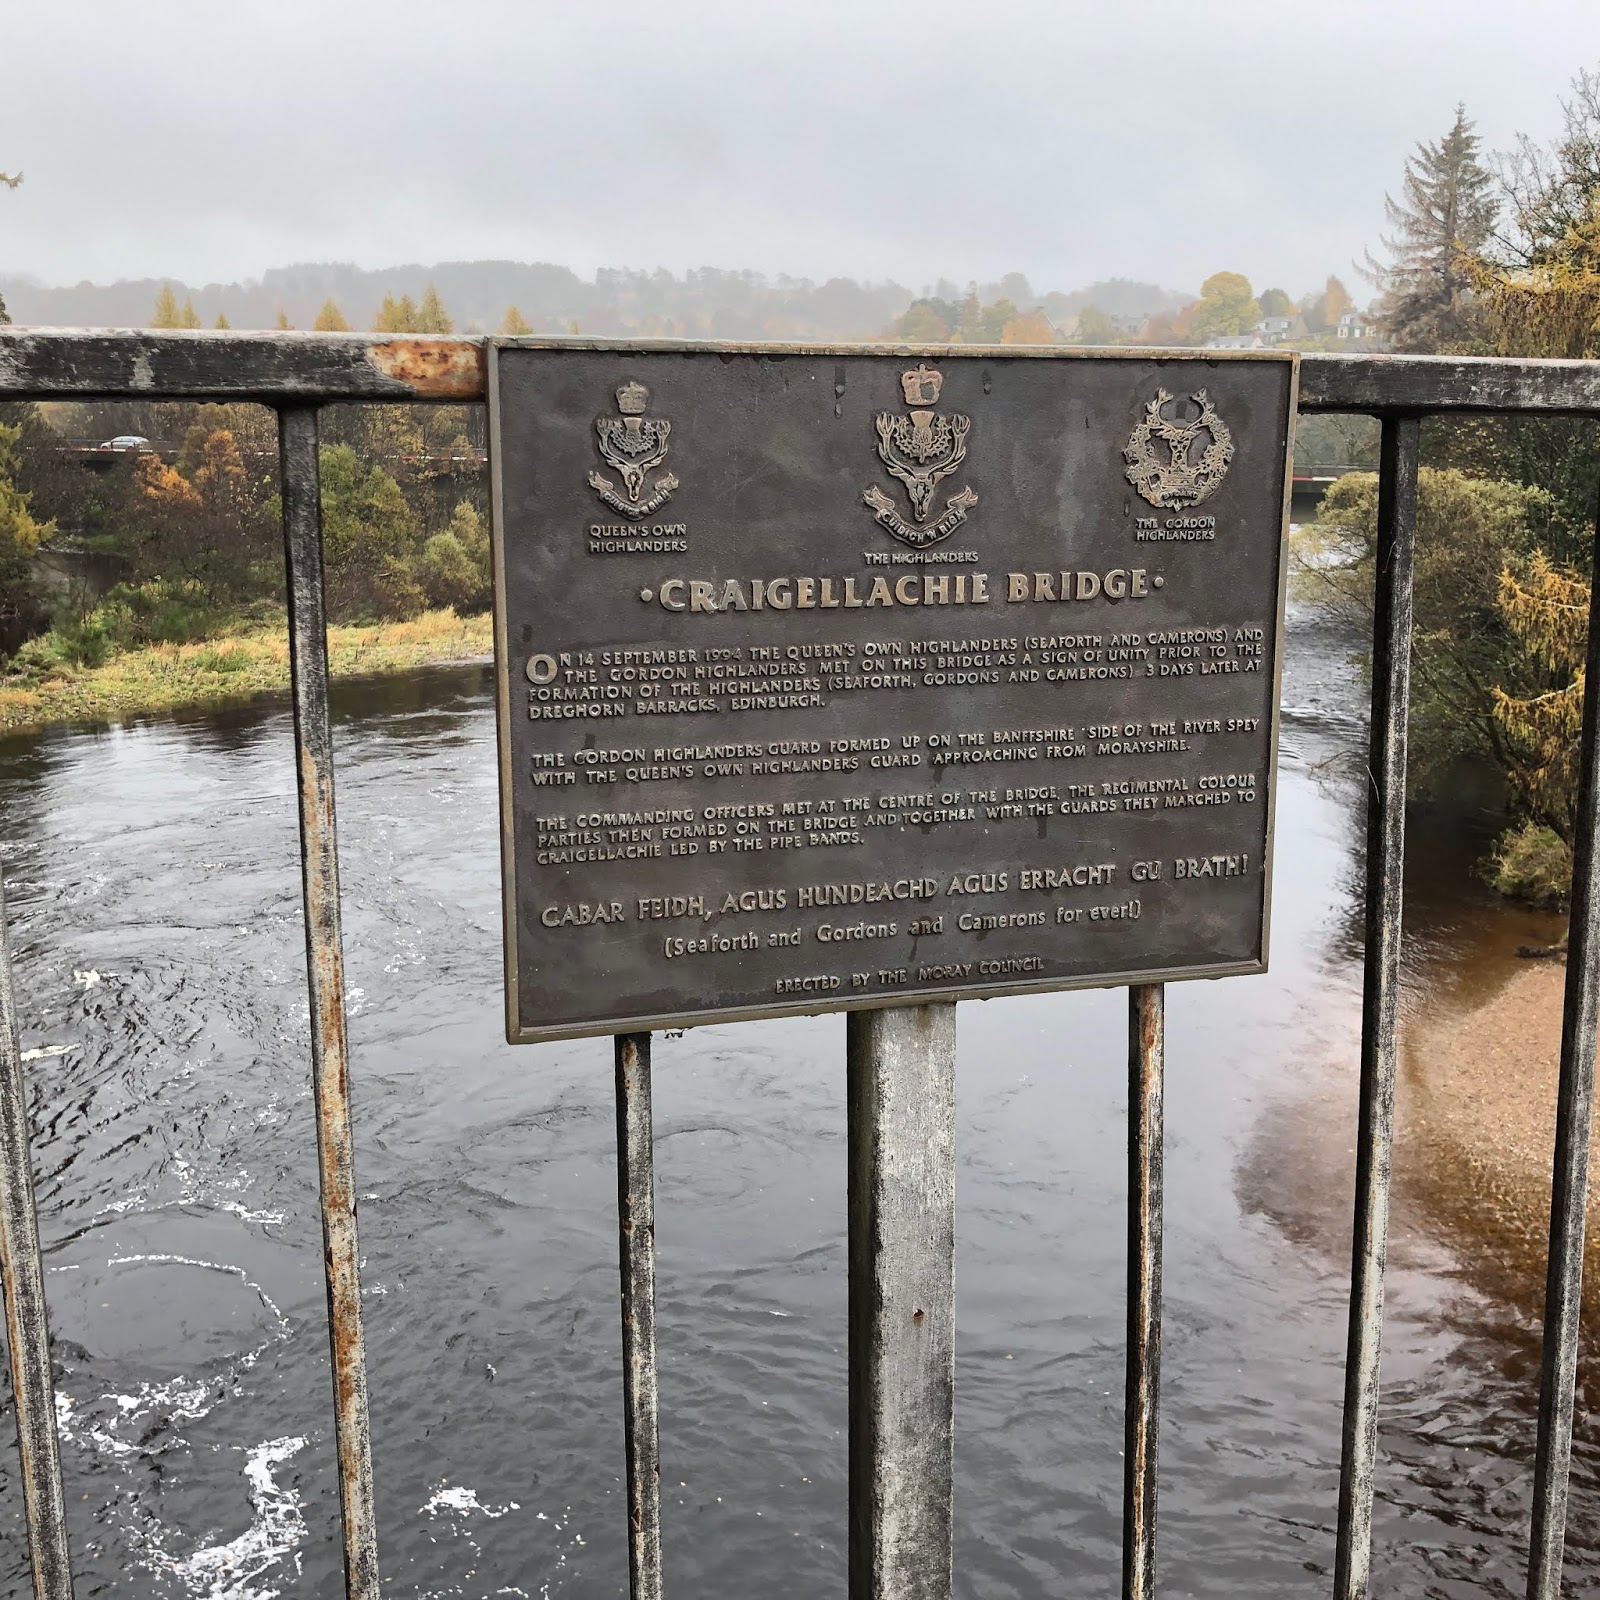 CUIDICH 'N RIGH
QUEEN'S OWN
HIGHLANDERS
CUIDICH 'N RIGH
THE HIGHLANDERS
BYDAND
THE GORDON
HIGHLANDERS
·CRAIGELLACHIE BRIDGE·
ON 14 SEPTEMBER 1994 THE QUEEN'S OWN HIGHLANDERS (SEAFORTH AND CAMERONS) AND
THE GORDON HIGHLANDERS MET ON THIS BRIDGE AS A SIGN OF UNITY PRIOR TO THE
FORMATION OF THE HIGHLANDERS (SEAFORTH, GORDONS AND CAMERONS) 3 DAYS LATER AT
DREGHORN BARRACKS, EDINBURGH.
THE GORDON HIGHLANDERS GUARD FORMED UP ON THE BANFFSHIRE SIDE OF THE RIVER SPEY
WITH THE QUEEN'S OWN HIGHLANDERS GUARD APPROACHING FROM MORAYSHIRE.
THE COMMANDING OFFICERS MET AT THE CENTRE OF THE BRIDGE, THE REGIMENTAL COLOUR
PARTIES THEN FORMED ON THE BRIDGE AND TOGETHER WITH THE GUARDS THEY MARCHED TO
CRAIGELLACHIE LED BY THE PIPE BANDS.
CABAR FEIDH, AGUS HUNDEACHD AGUS ERRACHT GU BRATH!
(Seaforth and Gordons and Camerons for ever!)
ERECTED BY THE MORAY COUNCIL